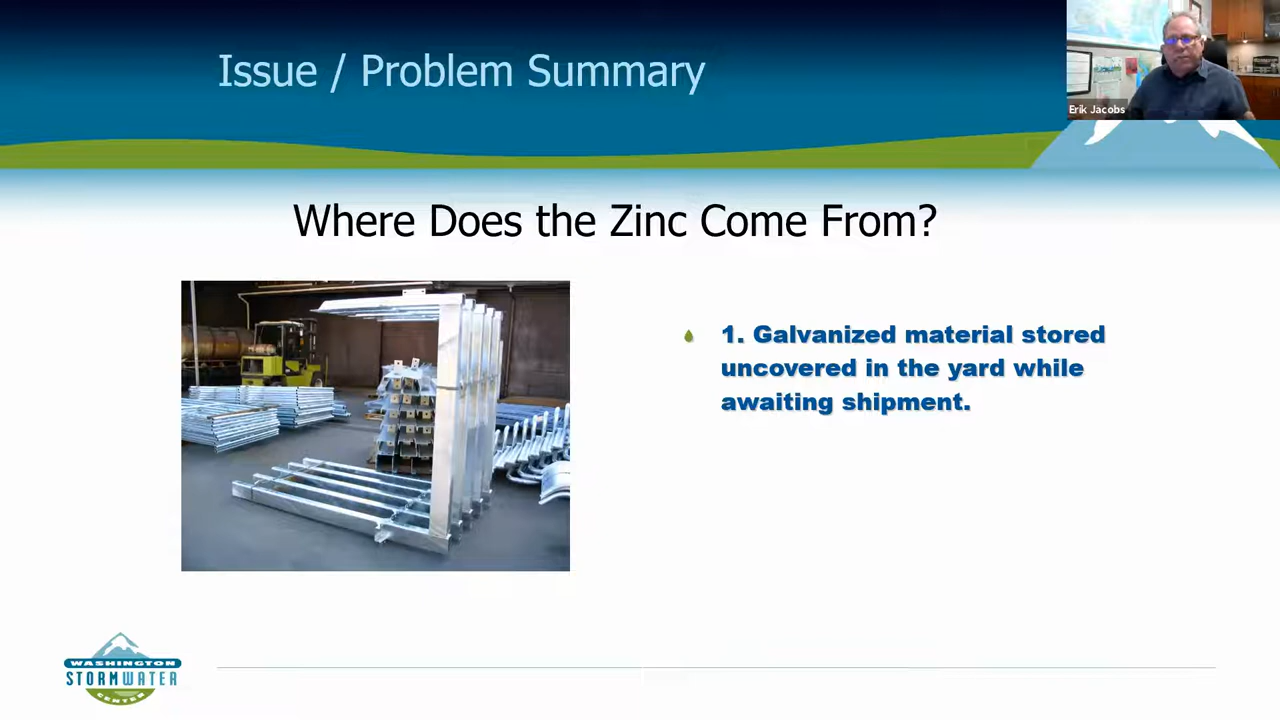 Issue / Problem Summary
Erik Jacobs
Where Does the Zinc Come From?
1. Galvanized material stored
uncovered in the yard while
awaiting shipment.
WASHINGTON
STORMWATER
CENTER